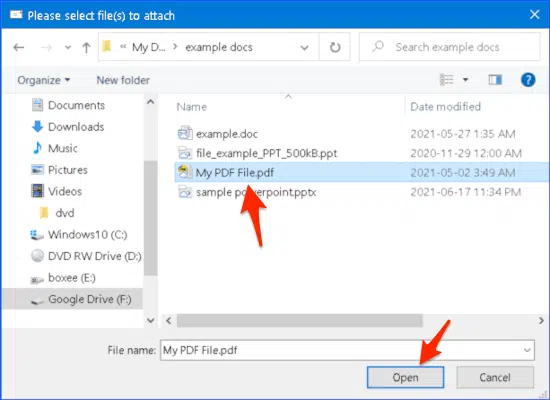 Please select file(s) to attach
« My D... > example docs
Search example docs
Organize
New folder
Name
Date modified
Documents
Downloads
Music
Pictures
Videos
dvd
Windows10 (C:)
DVD RW Drive (D:)
boxee (E:)
Google Drive (F:)
example.doc 2021-05-27 1:35 AM
file_example_PPT_500kB.ppt 2020-11-29 12:00 AM
My PDF File.pdf 2021-05-02 3:49 AM
sample powerpoint.pptx 2021-06-17 11:34 PM
File name: My PDF File.pdf
Open
Cancel